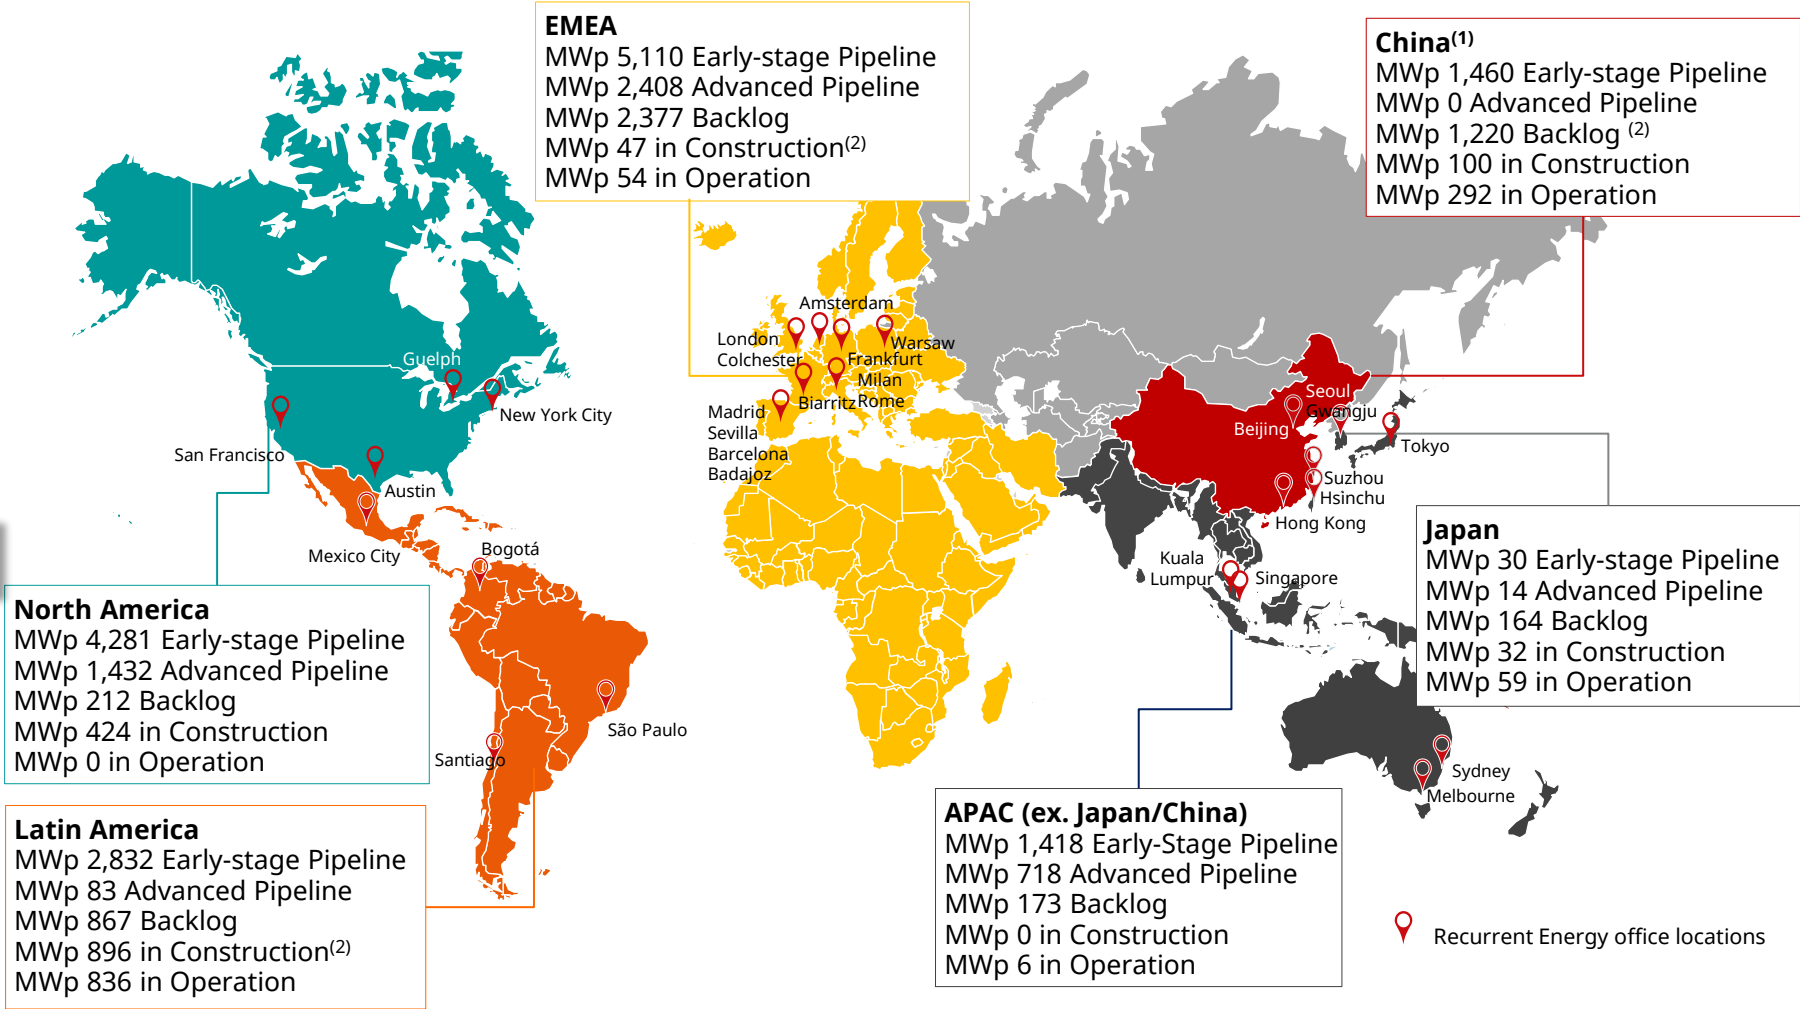 EMEA
MWp 5,110 Early-stage Pipeline
MWp 2,408 Advanced Pipeline
MWp 2,377 Backlog
MWp 47 in Construction(2)
MWp 54 in Operation
China(1)
MWp 1,460 Early-stage Pipeline
MWp 0 Advanced Pipeline
MWp 1,220 Backlog (2)
MWp 100 in Construction
MWp 292 in Operation
Amsterdam
London
Colchester
Warsaw
Frankfurt
Milan
Rome
Biarritz
Madrid
Sevilla
Barcelona
Badajoz
Guelph
New York City
San Francisco
Austin
Mexico City
Bogotá
São Paulo
Santiago
Seoul
Gwangju
Beijing
Tokyo
Suzhou
Hsinchu
Hong Kong
Kuala
Lumpur
Singapore
Sydney
Melbourne
Japan
MWp 30 Early-stage Pipeline
MWp 14 Advanced Pipeline
MWp 164 Backlog
MWp 32 in Construction
MWp 59 in Operation
North America
MWp 4,281 Early-stage Pipeline
MWp 1,432 Advanced Pipeline
MWp 212 Backlog
MWp 424 in Construction
MWp 0 in Operation
Latin America
MWp 2,832 Early-stage Pipeline
MWp 83 Advanced Pipeline
MWp 867 Backlog
MWp 896 in Construction(2)
MWp 836 in Operation
APAC (ex. Japan/China)
MWp 1,418 Early-Stage Pipeline
MWp 718 Advanced Pipeline
MWp 173 Backlog
MWp 0 in Construction
MWp 6 in Operation
Recurrent Energy office locations